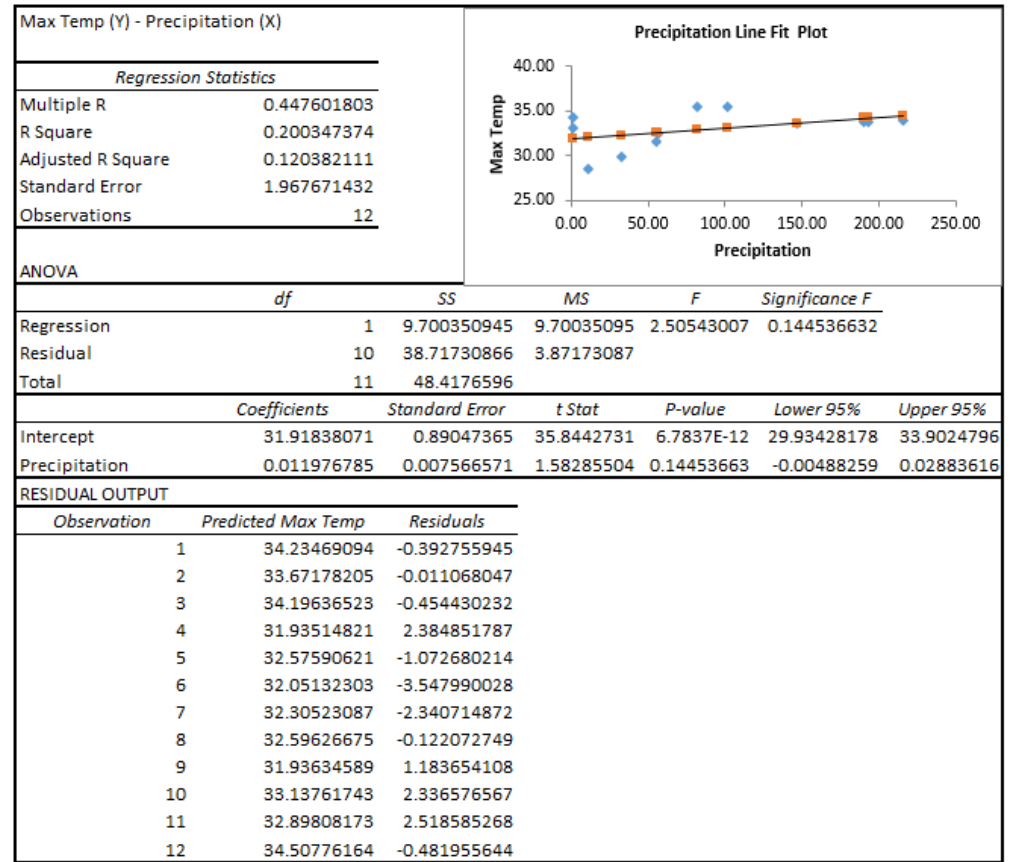 Max Temp (Y) - Precipitation (X)
Regression Statistics
Multiple R 0.447601803
R Square 0.200347374
Adjusted R Square 0.120382111
Standard Error 1.967671432
Observations 12
Precipitation Line Fit Plot
40.00
35.00
30.00
25.00
Max Temp
0.00 50.00 100.00 150.00 200.00 250.00
Precipitation
ANOVA
df SS MS F Significance F
Regression 1 9.700350945 9.70035095 2.50543007 0.144536632
Residual 10 38.71730866 3.87173087
Total 11 48.4176596
Coefficients Standard Error t Stat P-value Lower 95% Upper 95%
Intercept 31.91838071 0.89047365 35.8442731 6.7837E-12 29.93428178 33.9024796
Precipitation 0.011976785 0.007566571 1.58285504 0.14453663 -0.00488259 0.02883616
RESIDUAL OUTPUT
Observation Predicted Max Temp Residuals
1 34.23469094 -0.392755945
2 33.67178205 -0.011068047
3 34.19636523 -0.454430232
4 31.93514821 2.384851787
5 32.57590621 -1.072680214
6 32.05132303 -3.547990028
7 32.30523087 -2.340714872
8 32.59626675 -0.122072749
9 31.93634589 1.183654108
10 33.13761743 2.336576567
11 32.89808173 2.518585268
12 34.50776164 -0.481955644